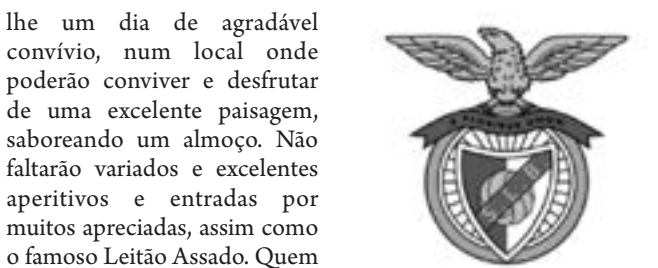 lhe um dia de agradável
convívio, num local onde
poderão conviver e desfrutar
de uma excelente paisagem,
saboreando um almoço. Não
faltarão variados e excelentes
aperitivos e entradas por
muitos apreciadas, assim como
o famoso Leitão Assado. Quem